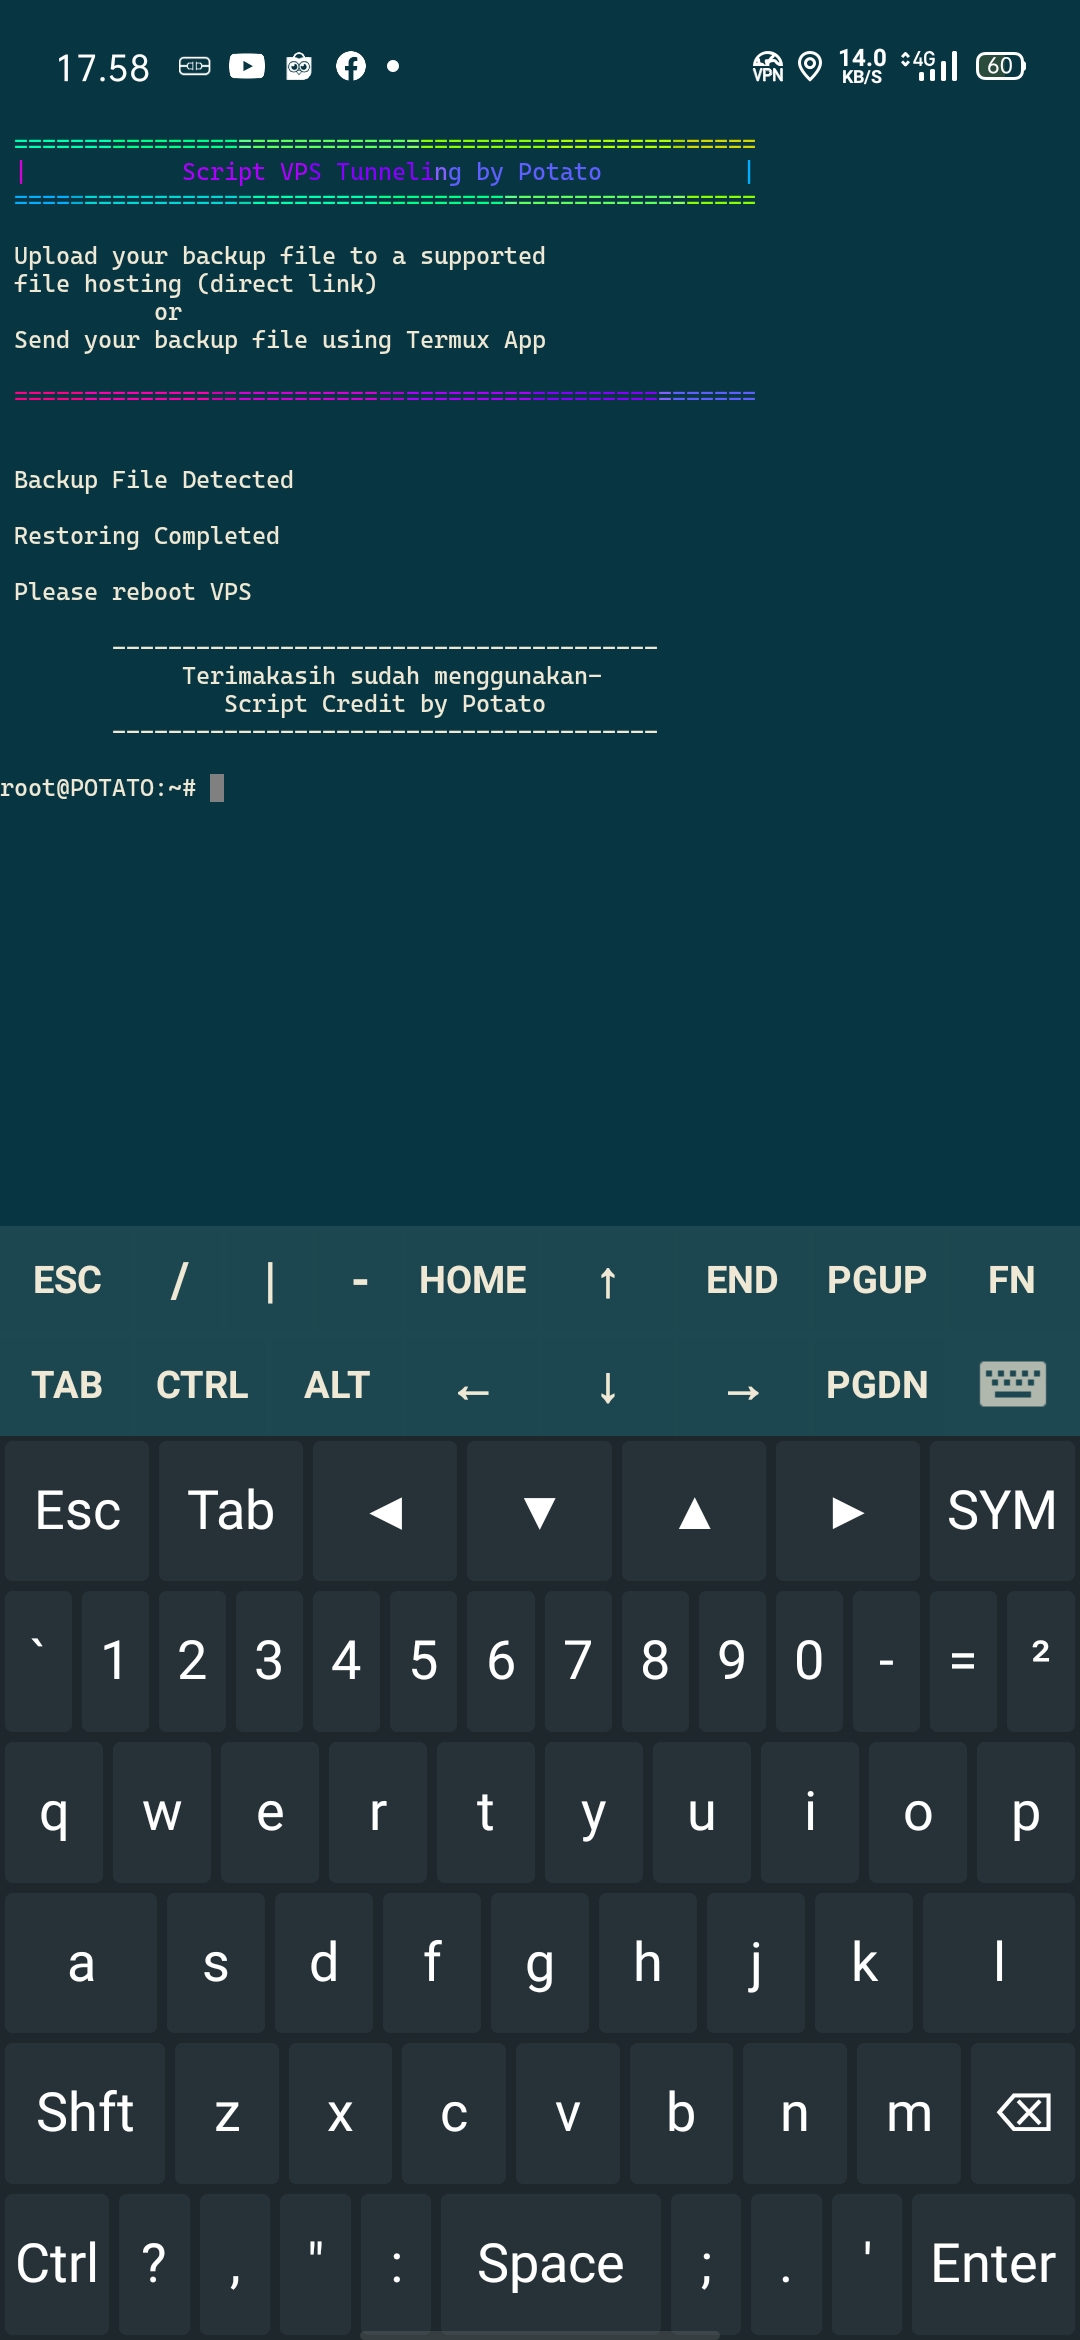 17.58 VPN 14.0 KB/S 4G 60
=====================================================
| Script VPS Tunneling by Potato |
=====================================================
Upload your backup file to a supported
file hosting (direct link)
or
Send your backup file using Termux App
=====================================================
Backup File Detected
Restoring Completed
Please reboot VPS
---------------------------------------
Terimakasih sudah menggunakan-
Script Credit by Potato
---------------------------------------
root@POTATO:~#
ESC / | - HOME ↑ END PGUP FN
TAB CTRL ALT ← ↓ → PGDN
Esc Tab ◀ ▼ ▲ ▶ SYM
` 1 2 3 4 5 6 7 8 9 0 - = ²
q w e r t y u i o p
a s d f g h j k l
Shft z x c v b n m
Ctrl ? , " : Space ; . ' Enter